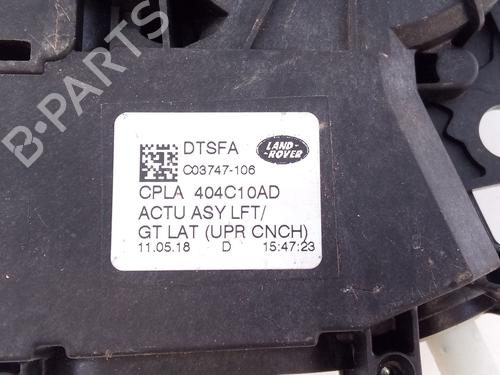 DTSFA
LAND-
ROVER
C03747-106
CPLA 404C10AD
ACTU ASY LFT/
GT LAT (UPR CNCH)
11.05.18 D 15:47:23
B-Parts